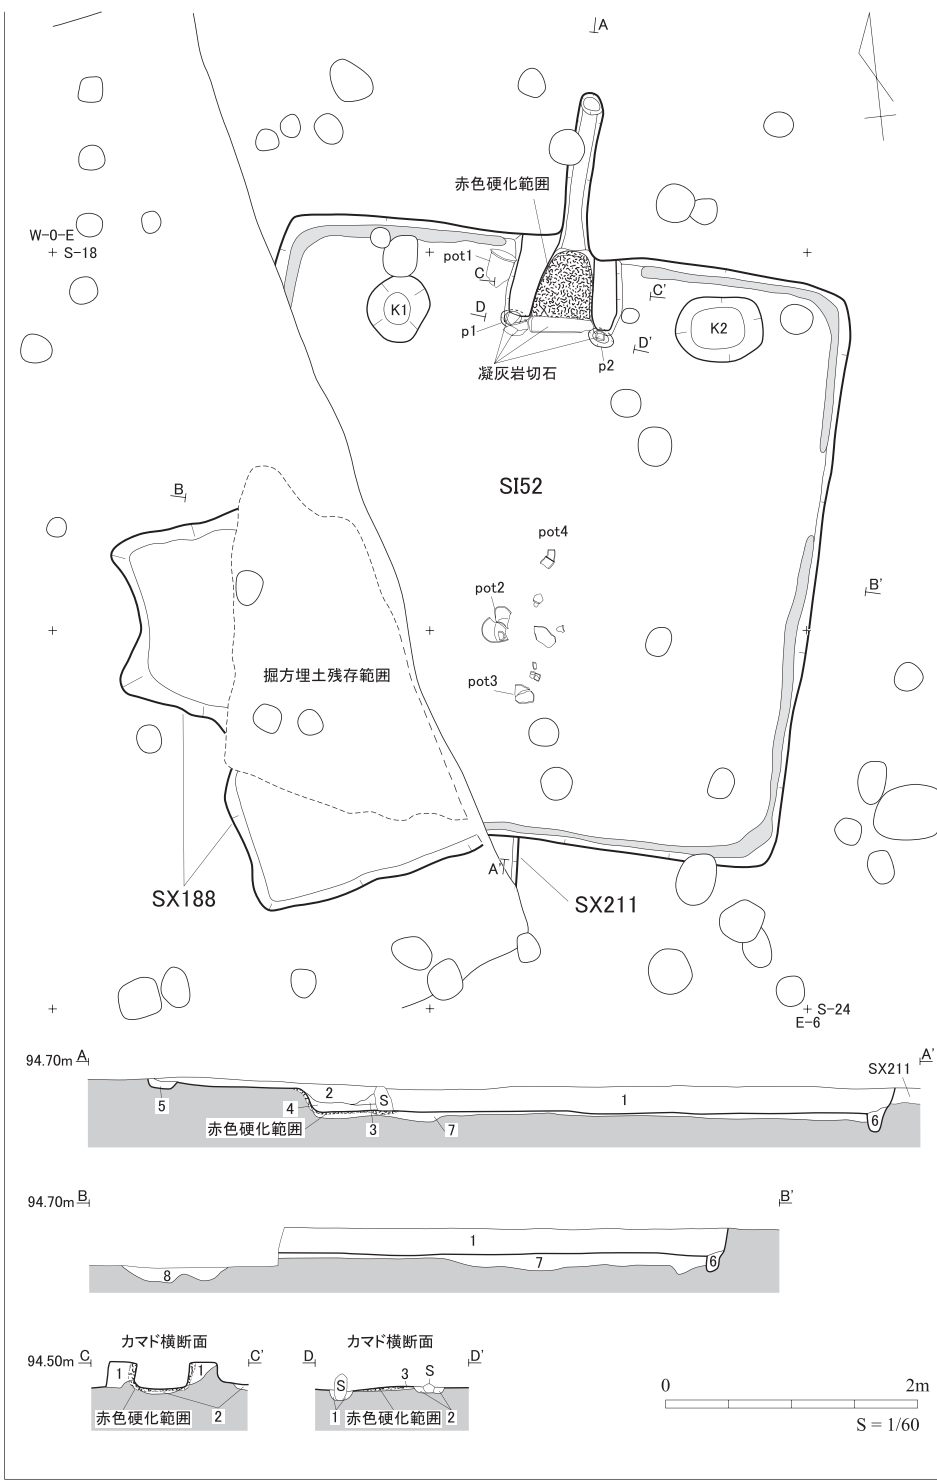 A
赤色硬化範囲
W-0-E
S-18
pot1
C
C'
K1
D
K2
p1
D'
p2
凝灰岩切石
SI52
B
pot4
B'
pot2
掘方埋土残存範囲
pot3
A'
SX188
SX211
S-24
E-6
94.70m A
A'
SX211
2
S
1
5
4
6
赤色硬化範囲
3
7
94.70m B
B'
1
7
6
8
カマド横断面
カマド横断面
94.50m C
C'
D
D'
1
1
S
3
S
赤色硬化範囲
2
1
赤色硬化範囲
2
0
2m
S = 1/60